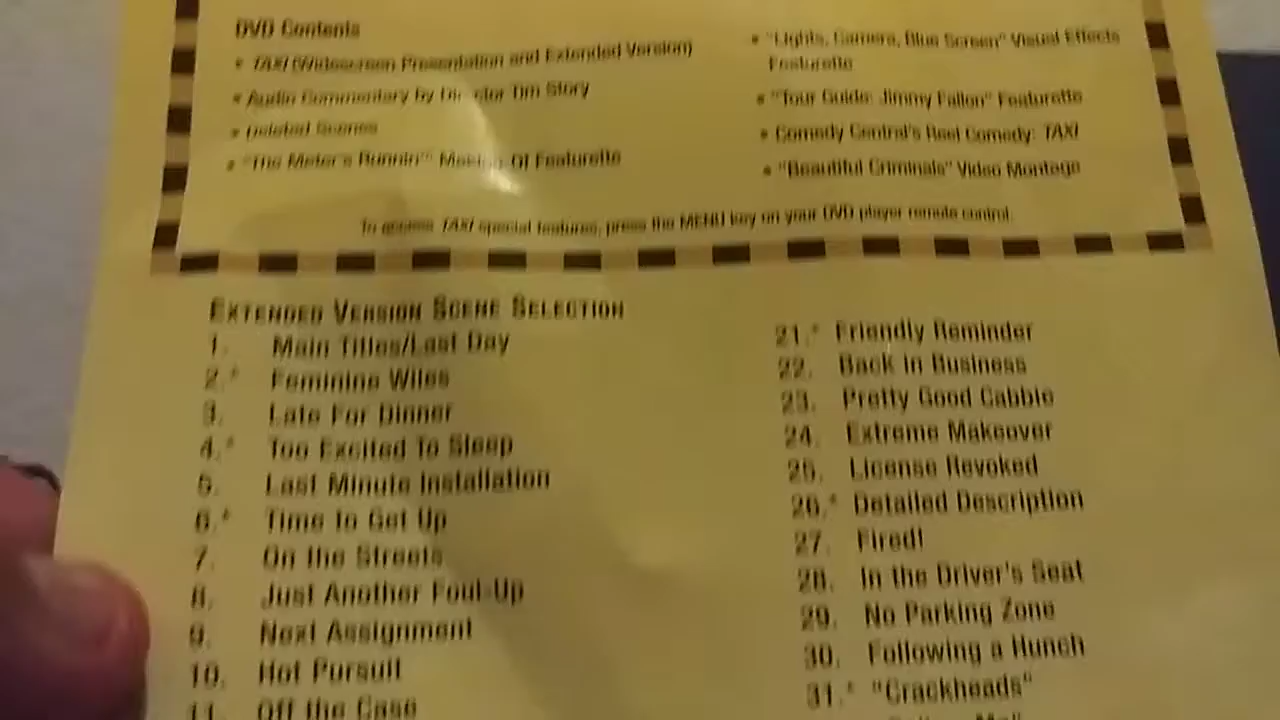 DVD Contents
• TAXI (Widescreen Presentation and Extended Version)
• Audio Commentary by Director Tim Story
• Deleted Scenes
• "The Meter's Runnin'" Making-Of Featurette
• "Lights, Camera, Blue Screen" Visual Effects
Featurette
• "Tour Guide: Jimmy Fallon" Featurette
• Comedy Central's Reel Comedy: TAXI
• "Beautiful Criminals" Video Montage
To access TAXI special features, press the MENU key on your DVD player remote control.
EXTENDED VERSION SCENE SELECTION
1. Main Titles/Last Day
2.* Feminine Wiles
3. Late For Dinner
4.* Too Excited To Sleep
5. Last Minute Installation
6.* Time to Get Up
7. On the Streets
8. Just Another Foul-Up
9. Next Assignment
10. Hot Pursuit
11. Off the Case
21.* Friendly Reminder
22. Back in Business
23. Pretty Good Cabbie
24. Extreme Makeover
25. License Revoked
26.* Detailed Description
27. Fired!
28. In the Driver's Seat
29. No Parking Zone
30. Following a Hunch
31.* "Crackheads"